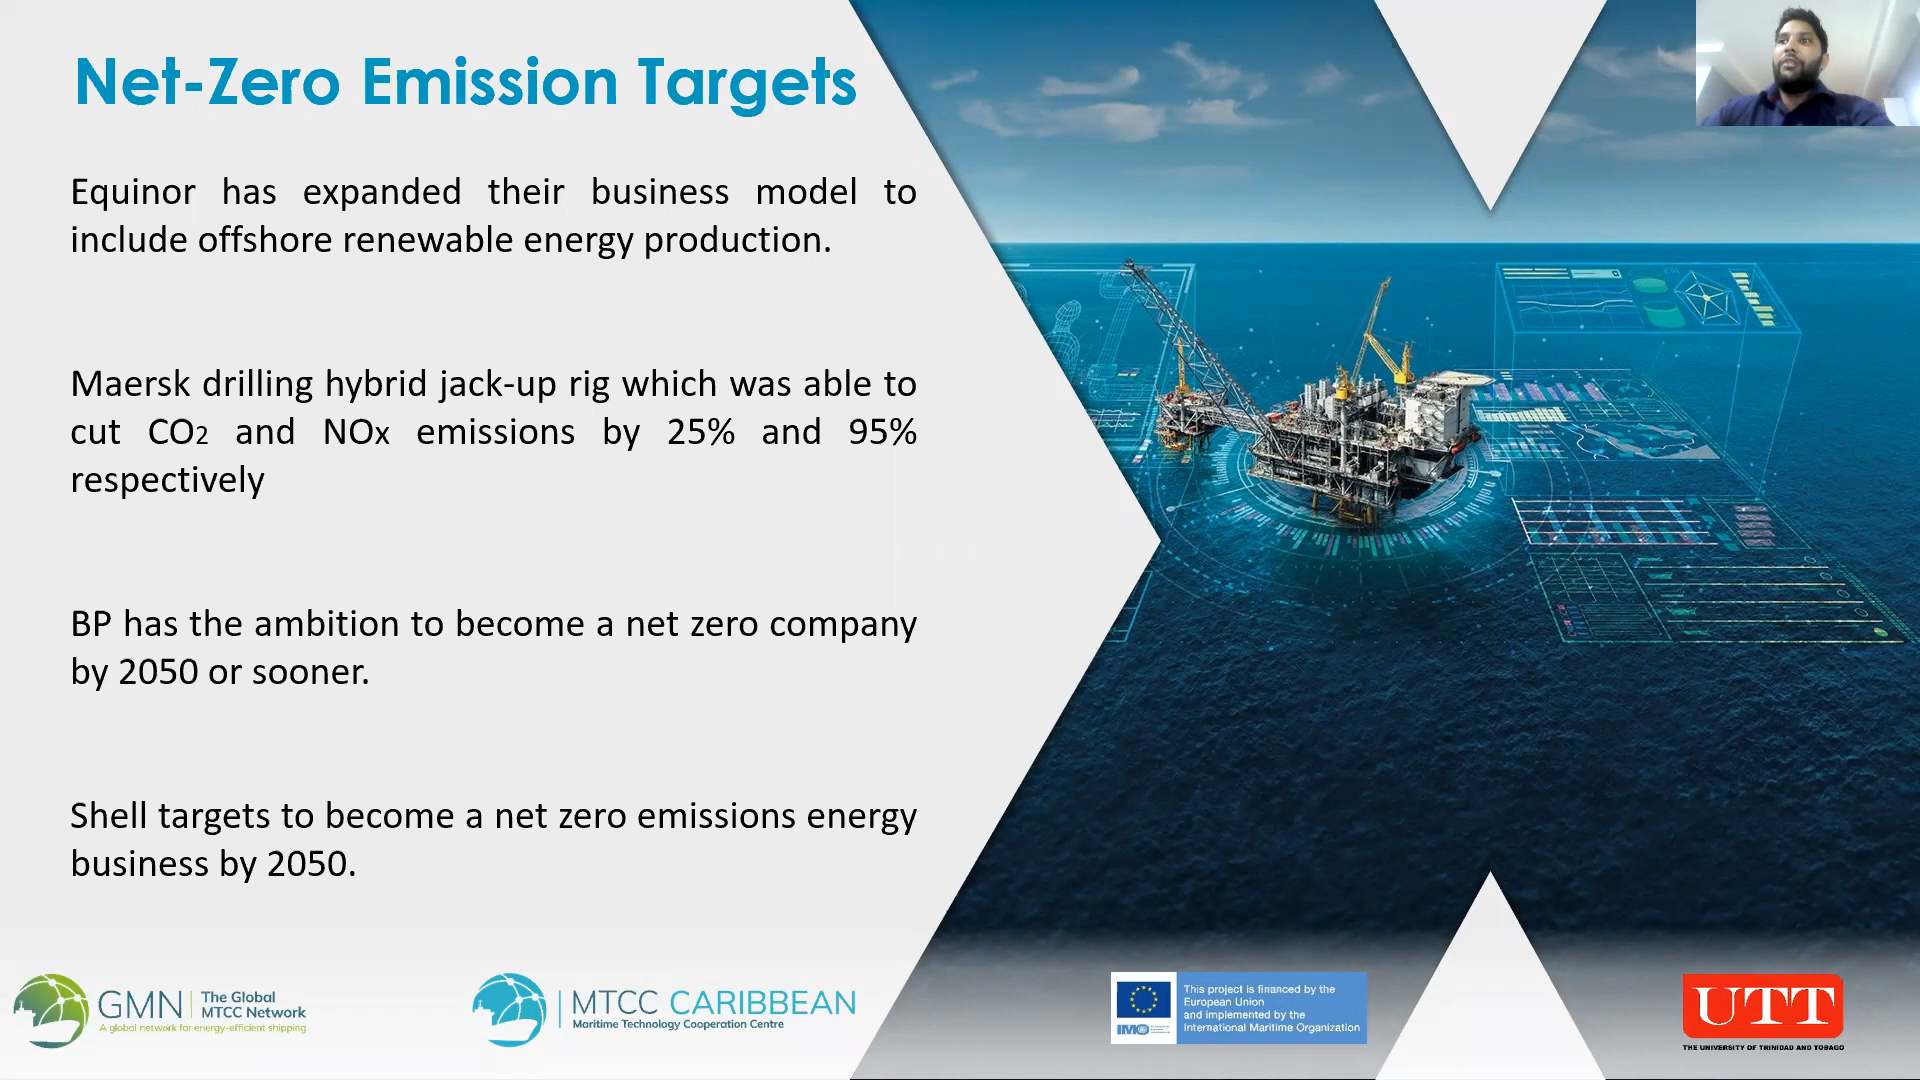 Net-Zero Emission Targets
Equinor has expanded their business model to
include offshore renewable energy production.
Maersk drilling hybrid jack-up rig which was able to
cut CO2 and NOx emissions by 25% and 95%
respectively
BP has the ambition to become a net zero company
by 2050 or sooner.
Shell targets to become a net zero emissions energy
business by 2050.
GMN
The Global
MTCC Network
A global network for energy-efficient shipping
MTCC CARIBBEAN
Maritime Technology Cooperation Centre
IMO
This project is financed by the
European Union
and implemented by the
International Maritime Organization
UTT
THE UNIVERSITY OF TRINIDAD AND TOBAGO